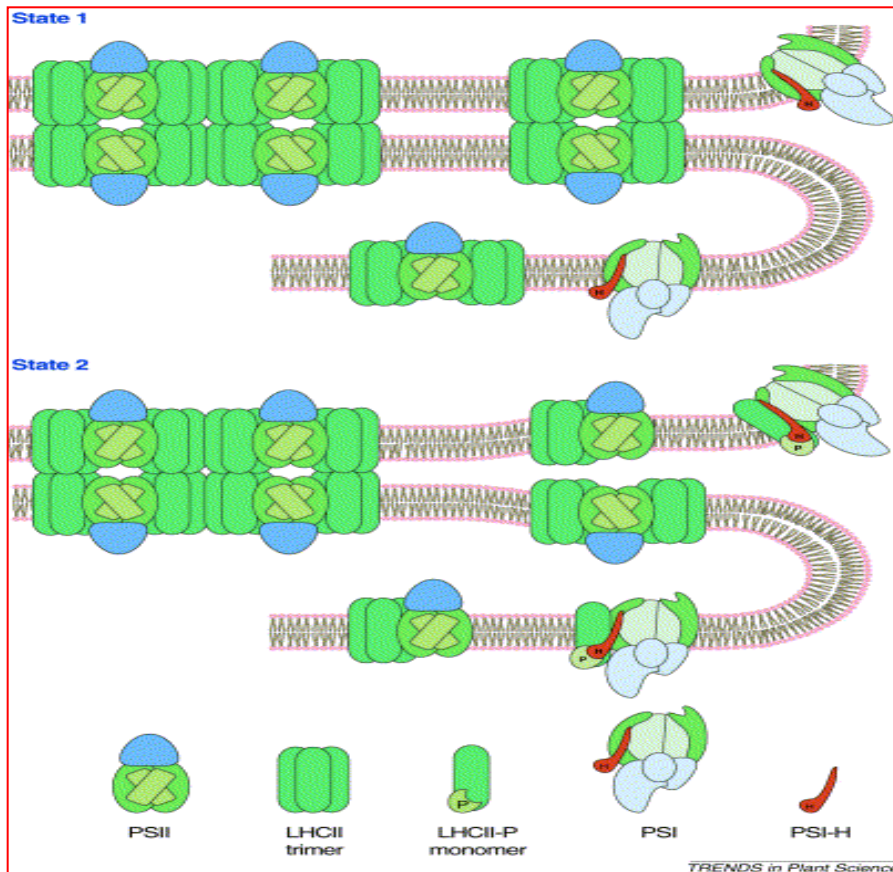 State 1
H
H
State 2
H
P
H
P
P
H
H
PSII
LHCII
trimer
LHCII-P
monomer
PSI
PSI-H
TRENDS in Plant Science